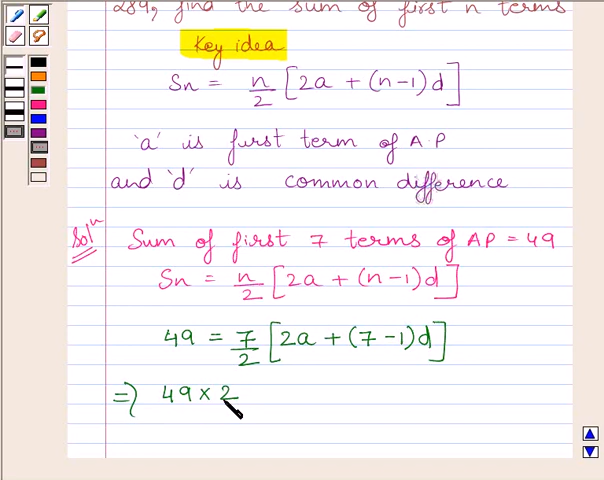 289, find the sum of first n terms
Key idea
Sn = n/2 [2a + (n-1)d]
'a' is first term of A.P
and 'd' is common difference
Solⁿ Sum of first 7 terms of AP = 49
Sn = n/2 [2a + (n-1)d]
49 = 7/2 [2a + (7-1)d]
=) 49 × 2